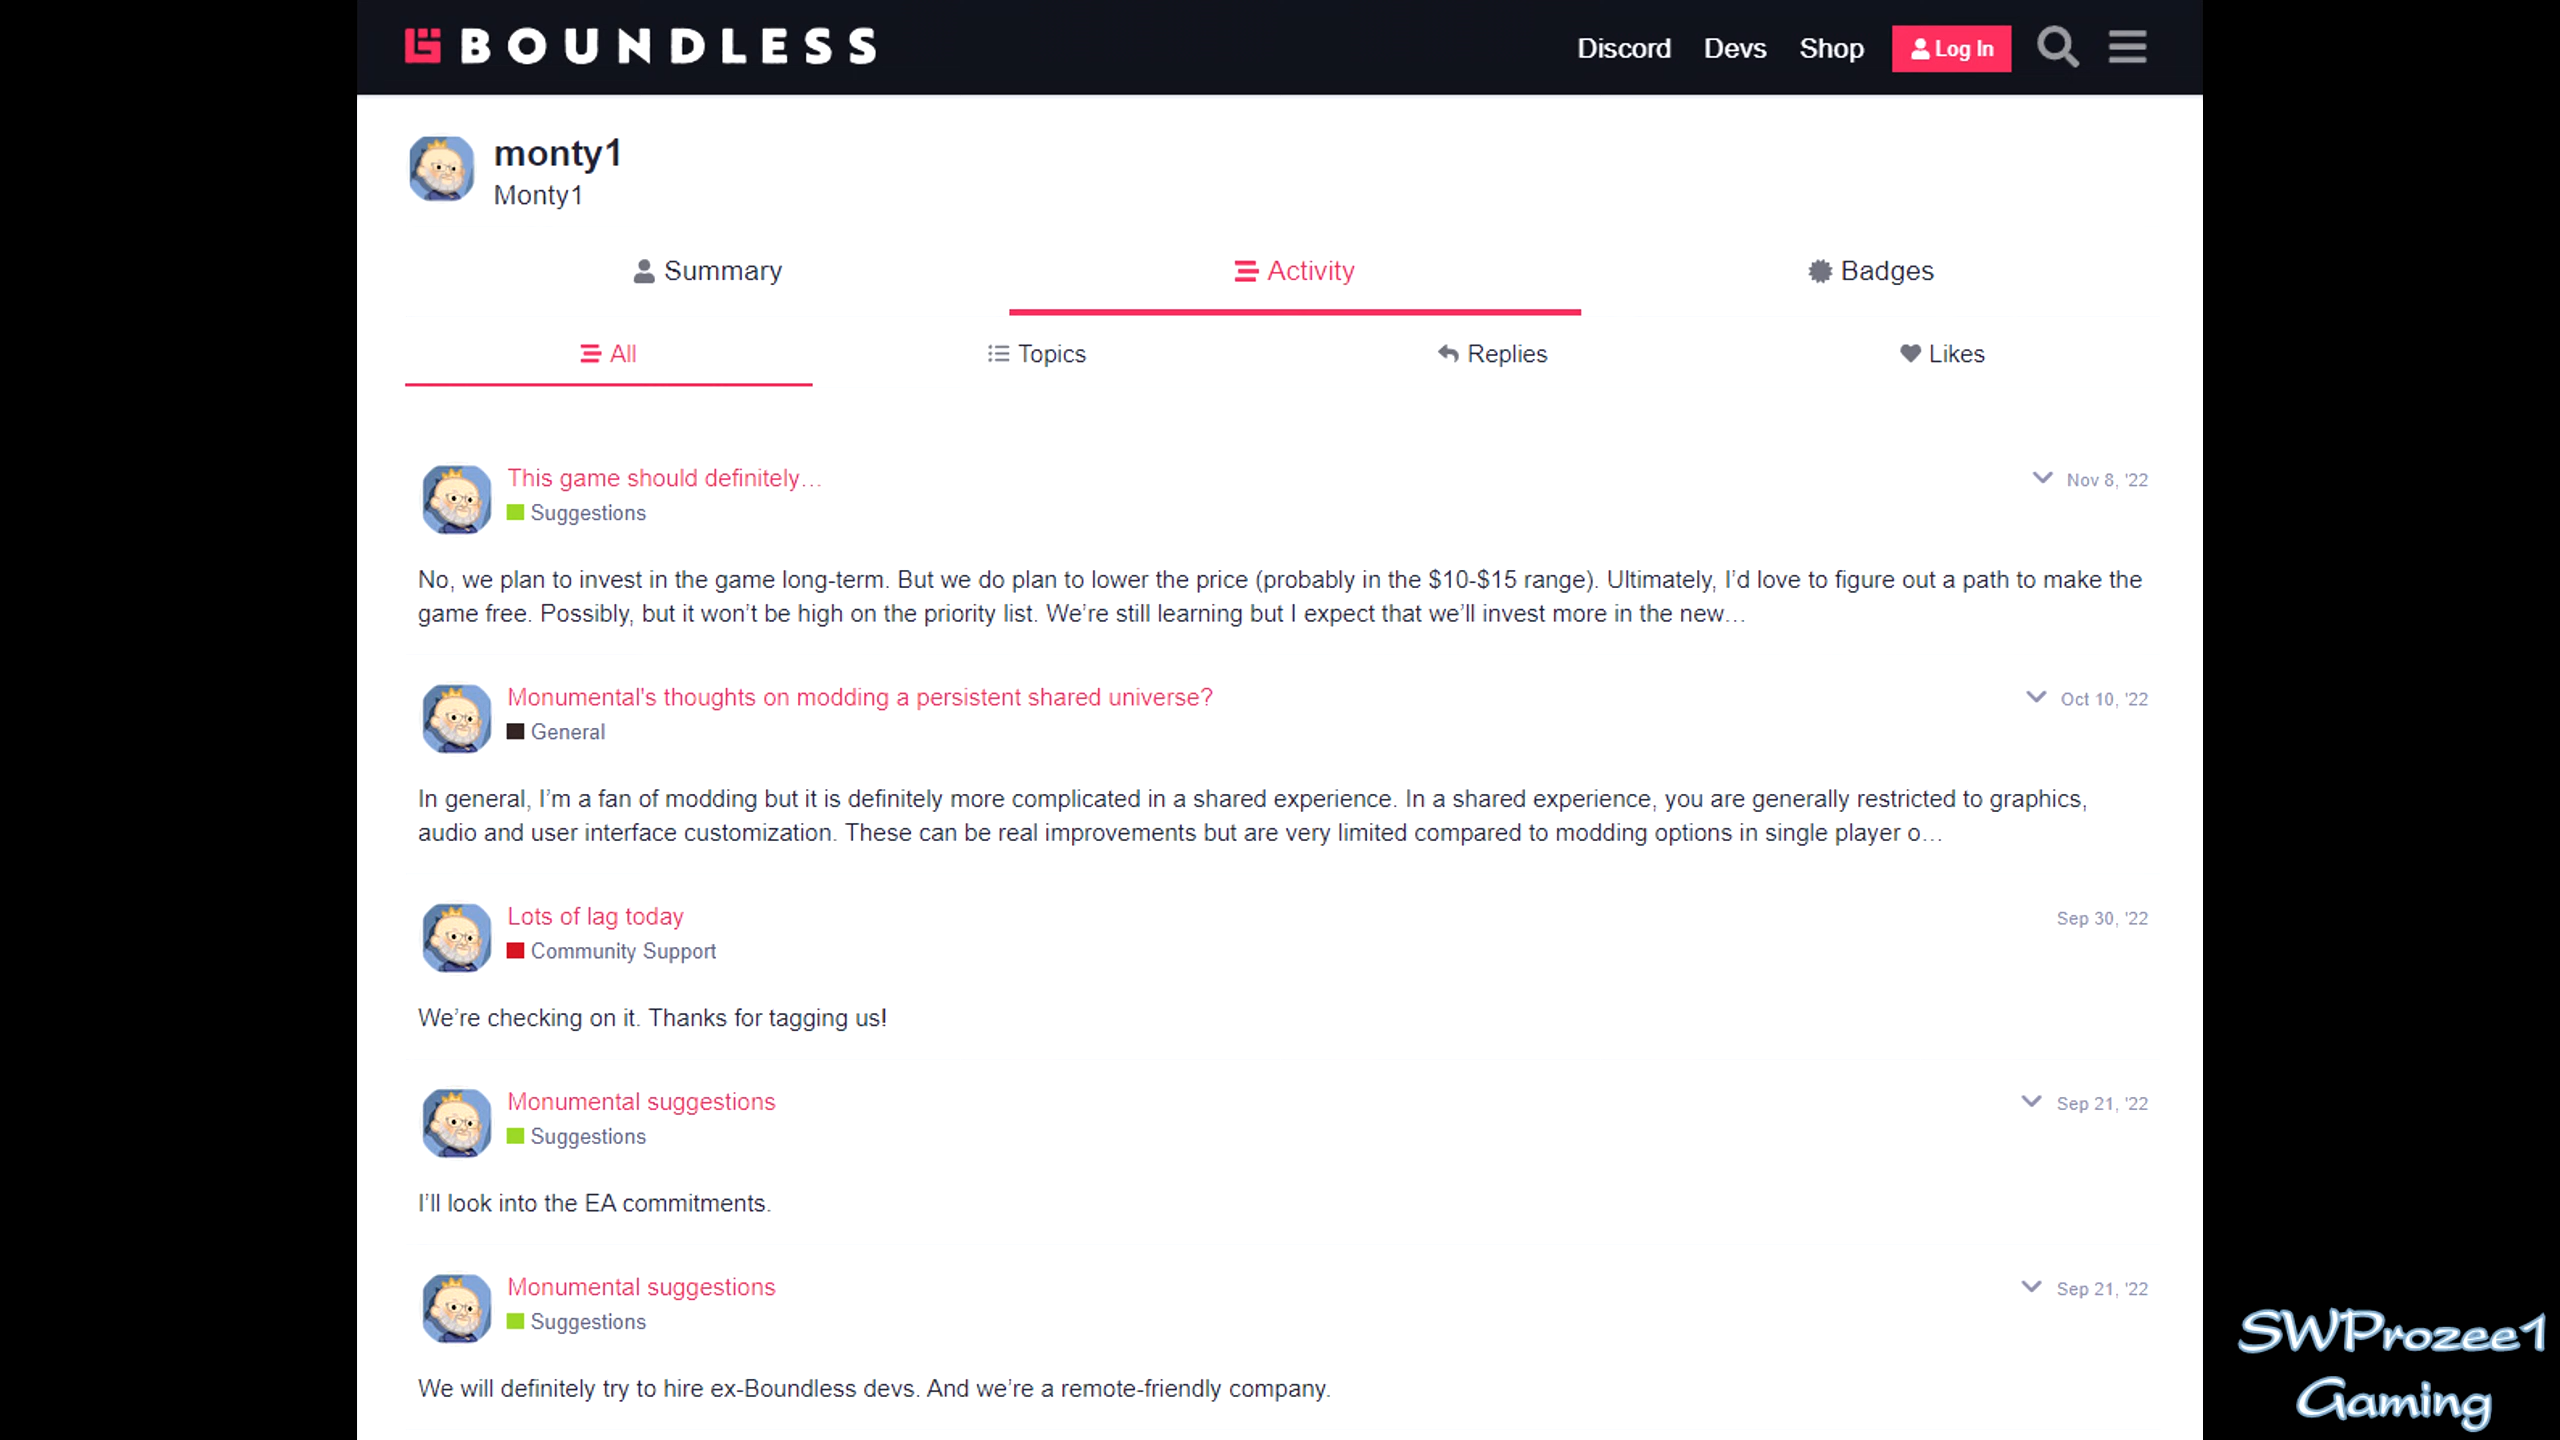 BOUNDLESS
Discord Devs Shop Log In
monty1
Monty1
Summary Activity Badges
All Topics Replies Likes
This game should definitely… Nov 8, '22
Suggestions
No, we plan to invest in the game long-term. But we do plan to lower the price (probably in the $10-$15 range). Ultimately, I’d love to figure out a path to make the
game free. Possibly, but it won’t be high on the priority list. We’re still learning but I expect that we’ll invest more in the new…
Monumental's thoughts on modding a persistent shared universe? Oct 10, '22
General
In general, I’m a fan of modding but it is definitely more complicated in a shared experience. In a shared experience, you are generally restricted to graphics,
audio and user interface customization. These can be real improvements but are very limited compared to modding options in single player o…
Lots of lag today Sep 30, '22
Community Support
We’re checking on it. Thanks for tagging us!
Monumental suggestions Sep 21, '22
Suggestions
I’ll look into the EA commitments.
Monumental suggestions Sep 21, '22
Suggestions
We will definitely try to hire ex-Boundless devs. And we’re a remote-friendly company.
SWProzee1
Gaming